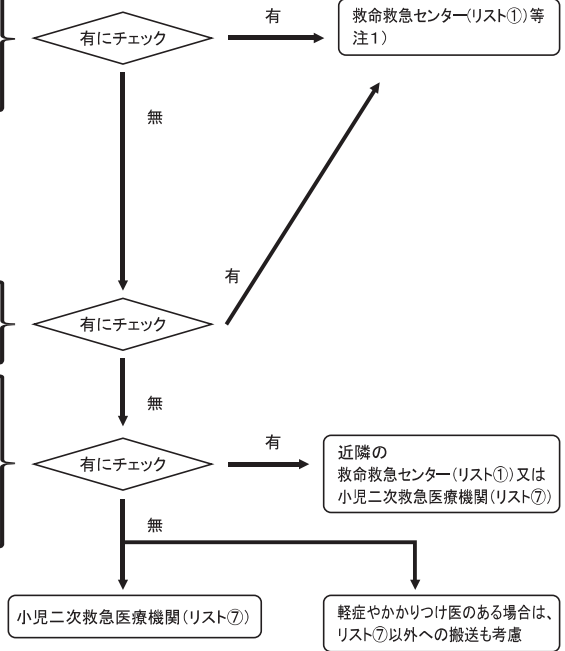 有
救命救急センター(リスト①)等
注1)
有にチェック
無
有
有にチェック
無
有
有にチェック
近隣の
救命救急センター(リスト①)又は
小児二次救急医療機関(リスト⑦)
無
小児二次救急医療機関(リスト⑦)
軽症やかかりつけ医のある場合は、
リスト⑦以外への搬送も考慮